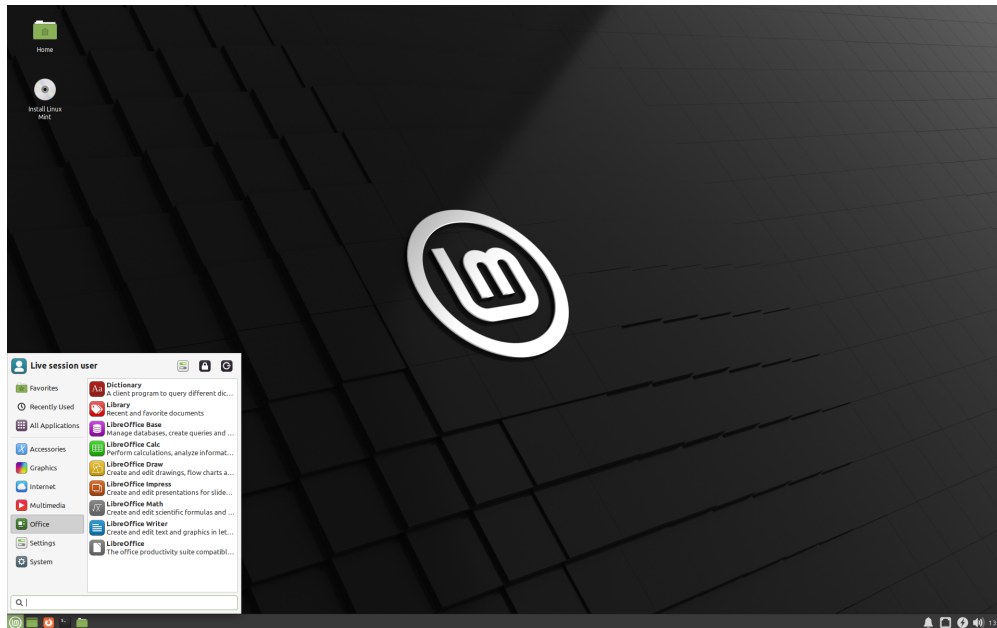 Home
Install Linux
Mint
Live session user
Favorites
Recently Used
All Applications
Accessories
Graphics
Internet
Multimedia
Office
Settings
System
Dictionary
A client program to query different dic...
Library
Recent and favorite documents
LibreOffice Base
Manage databases, create queries and ...
LibreOffice Calc
Perform calculations, analyze informat...
LibreOffice Draw
Create and edit drawings, flow charts a...
LibreOffice Impress
Create and edit presentations for slide...
LibreOffice Math
Create and edit scientific formulas and ...
LibreOffice Writer
Create and edit text and graphics in let...
LibreOffice
The office productivity suite compatibl...
13